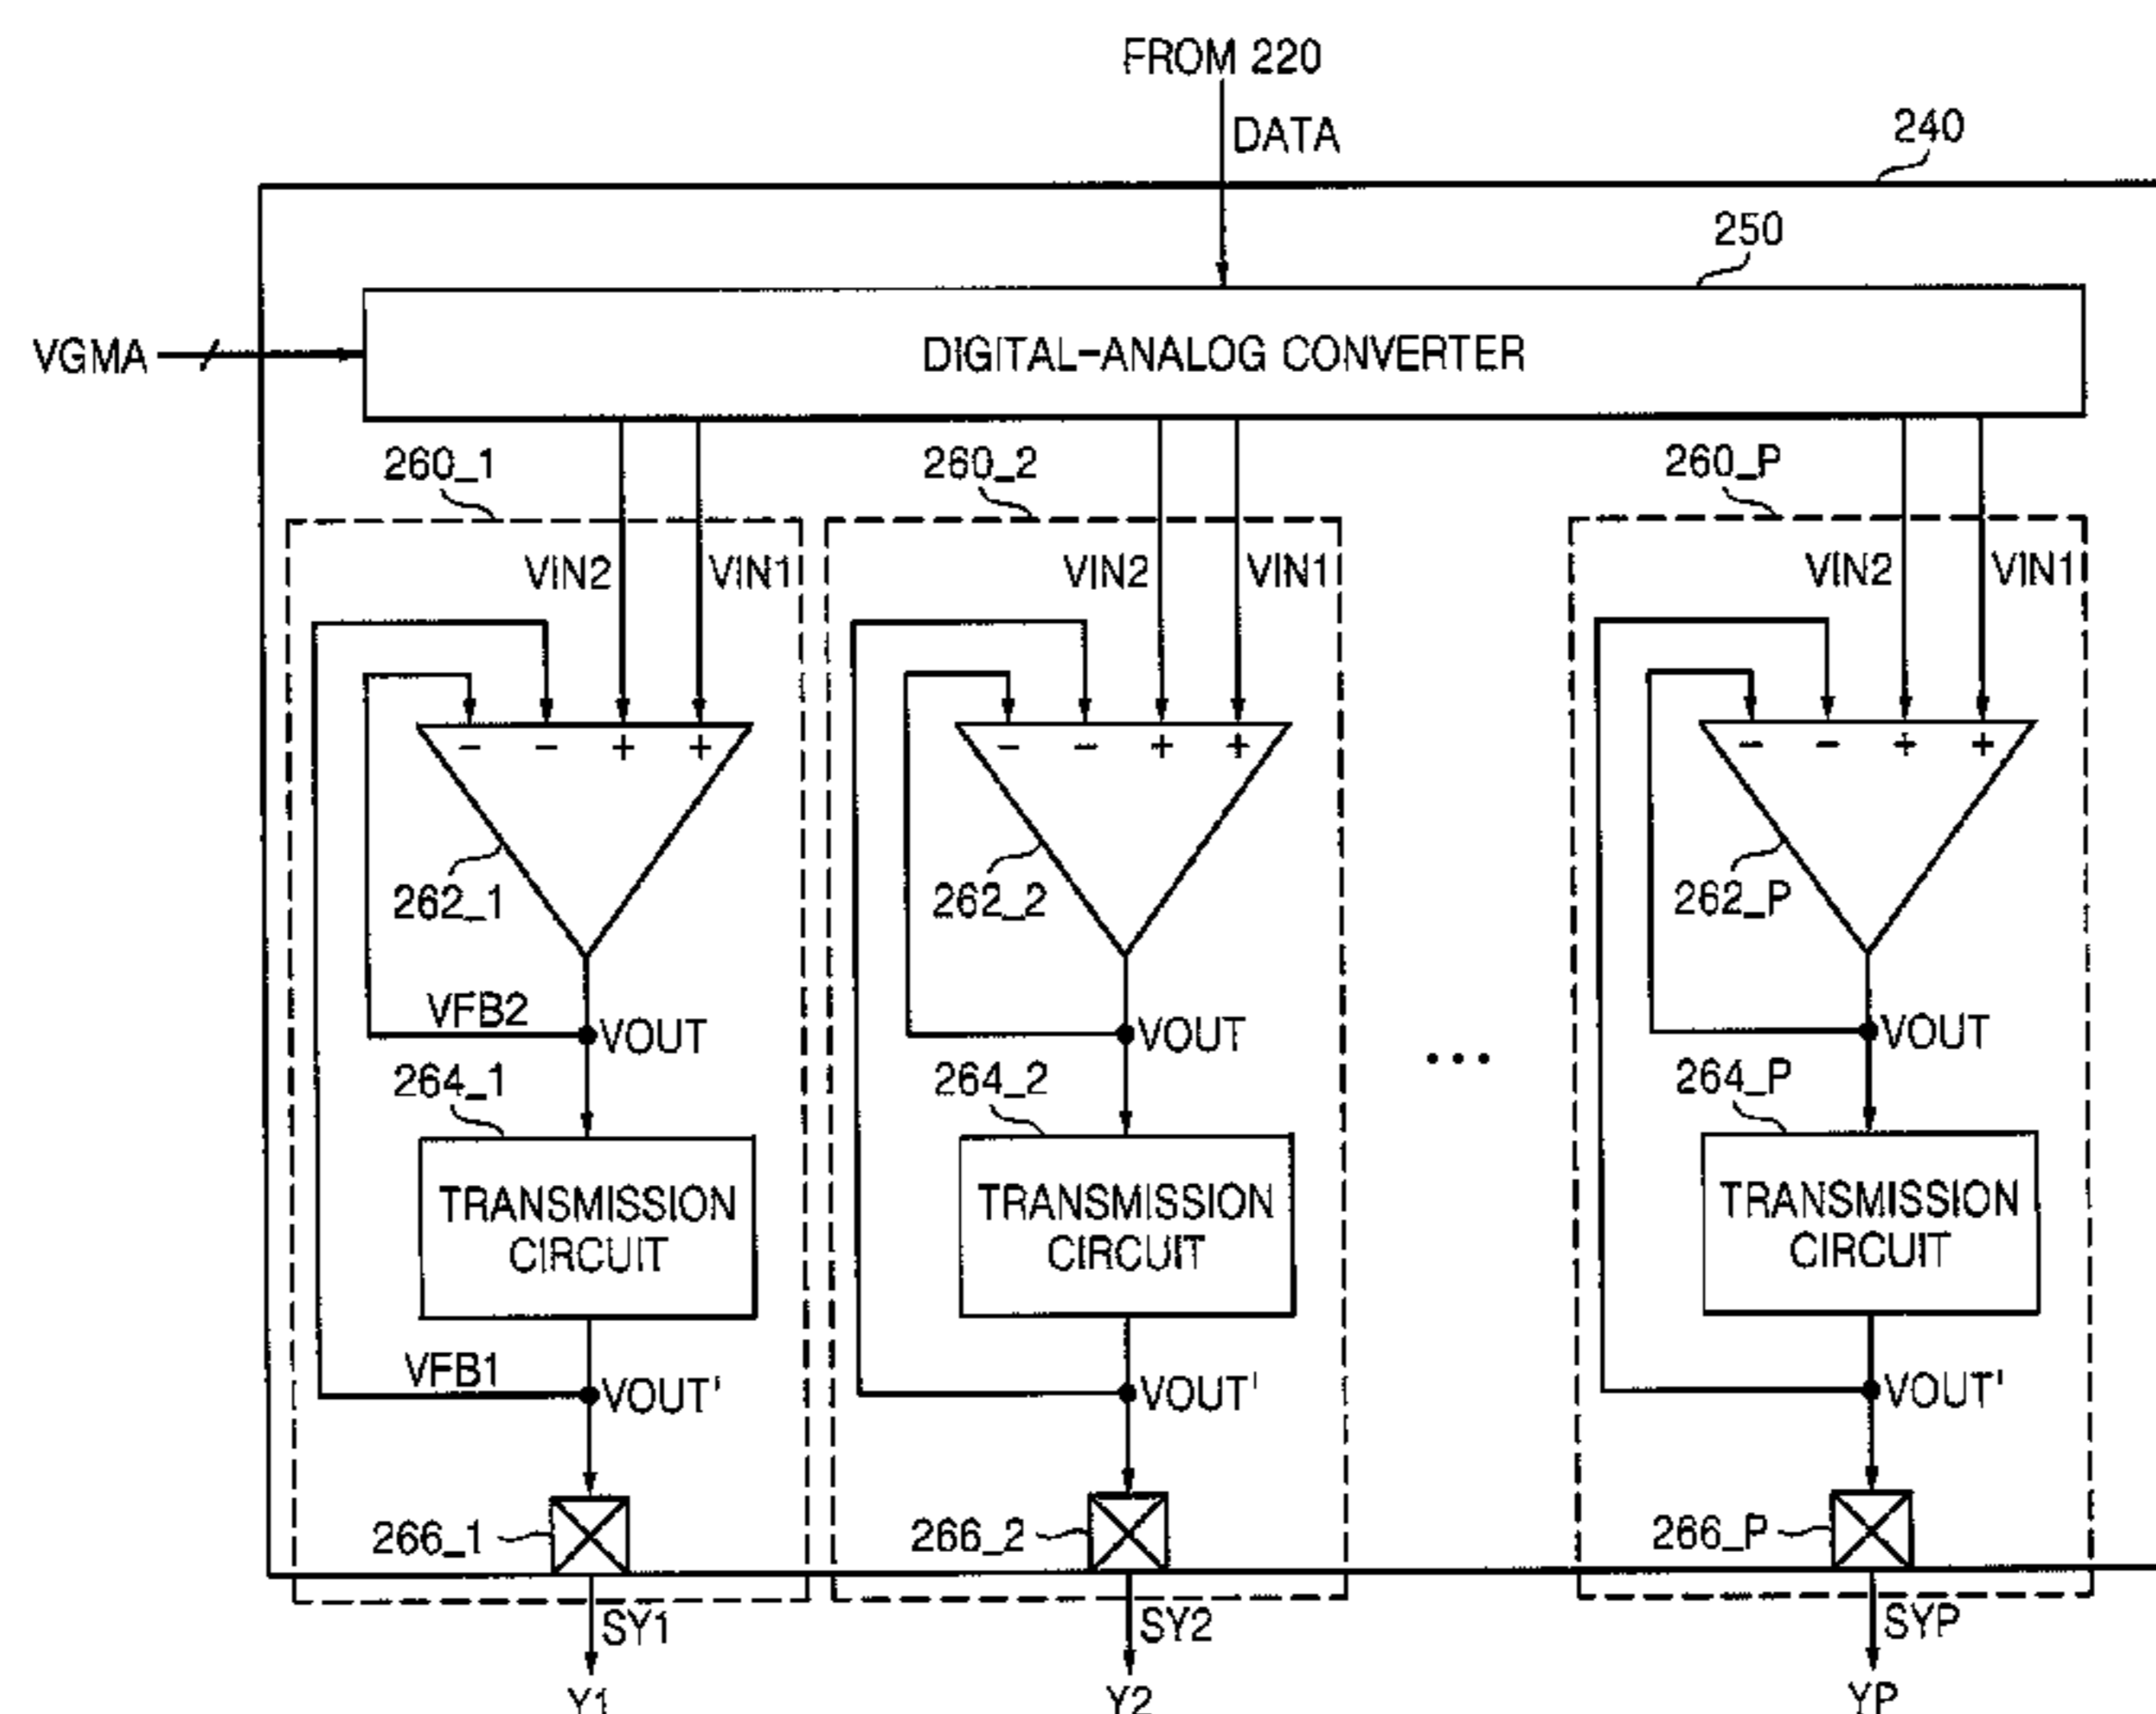 FROM 220
DATA
240
250
VGMA
DIGITAL-ANALOG CONVERTER
260_1
260_2
260_P
VIN2
VIN1
VIN2
VIN1
VIN2
VIN1
- - + +
- - + +
- - + +
262_1
262_2
262_P
VFB2
VOUT
VOUT
VOUT
...
264_1
264_2
264_P
TRANSMISSION
CIRCUIT
TRANSMISSION
CIRCUIT
TRANSMISSION
CIRCUIT
VFB1
VOUT'
VOUT'
VOUT'
266_1
266_2
266_P
SY1
SY2
SYP
Y1
Y2
YP